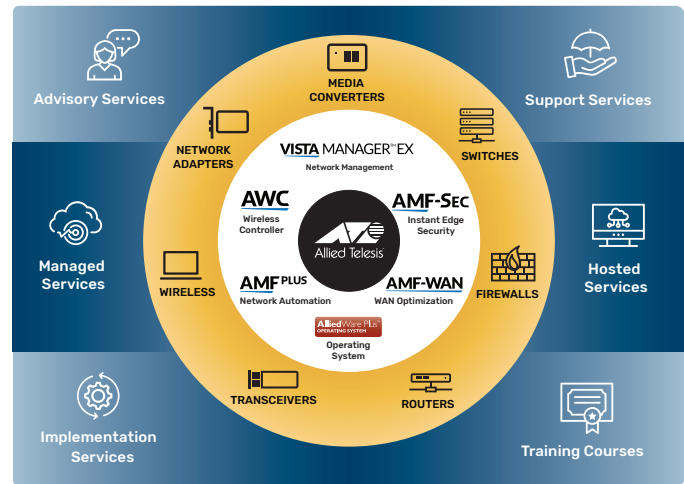 Advisory Services
MEDIA
CONVERTERS
Support Services
NETWORK
ADAPTERS
SWITCHES
VISTA MANAGER™ EX
Network Management
AWC
Wireless
Controller
AMF-SEC
Instant Edge
Security
Allied Telesis
Managed
Services
WIRELESS
AMF PLUS
Network Automation
AMF-WAN
WAN Optimization
FIREWALLS
Hosted
Services
AlliedWare Plus™
OPERATING SYSTEM
Operating
System
TRANSCEIVERS
ROUTERS
Implementation
Services
Training Courses